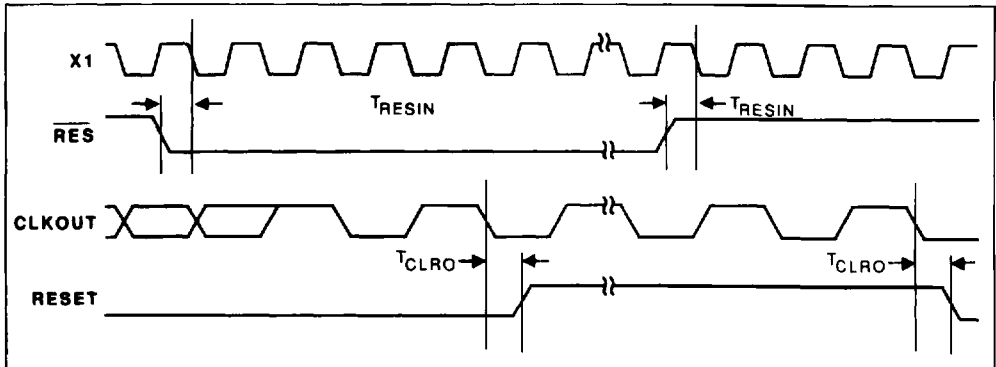 X1
TRESIN
TRESIN
RES
CLKOUT
TCLRO
TCLRO
RESET